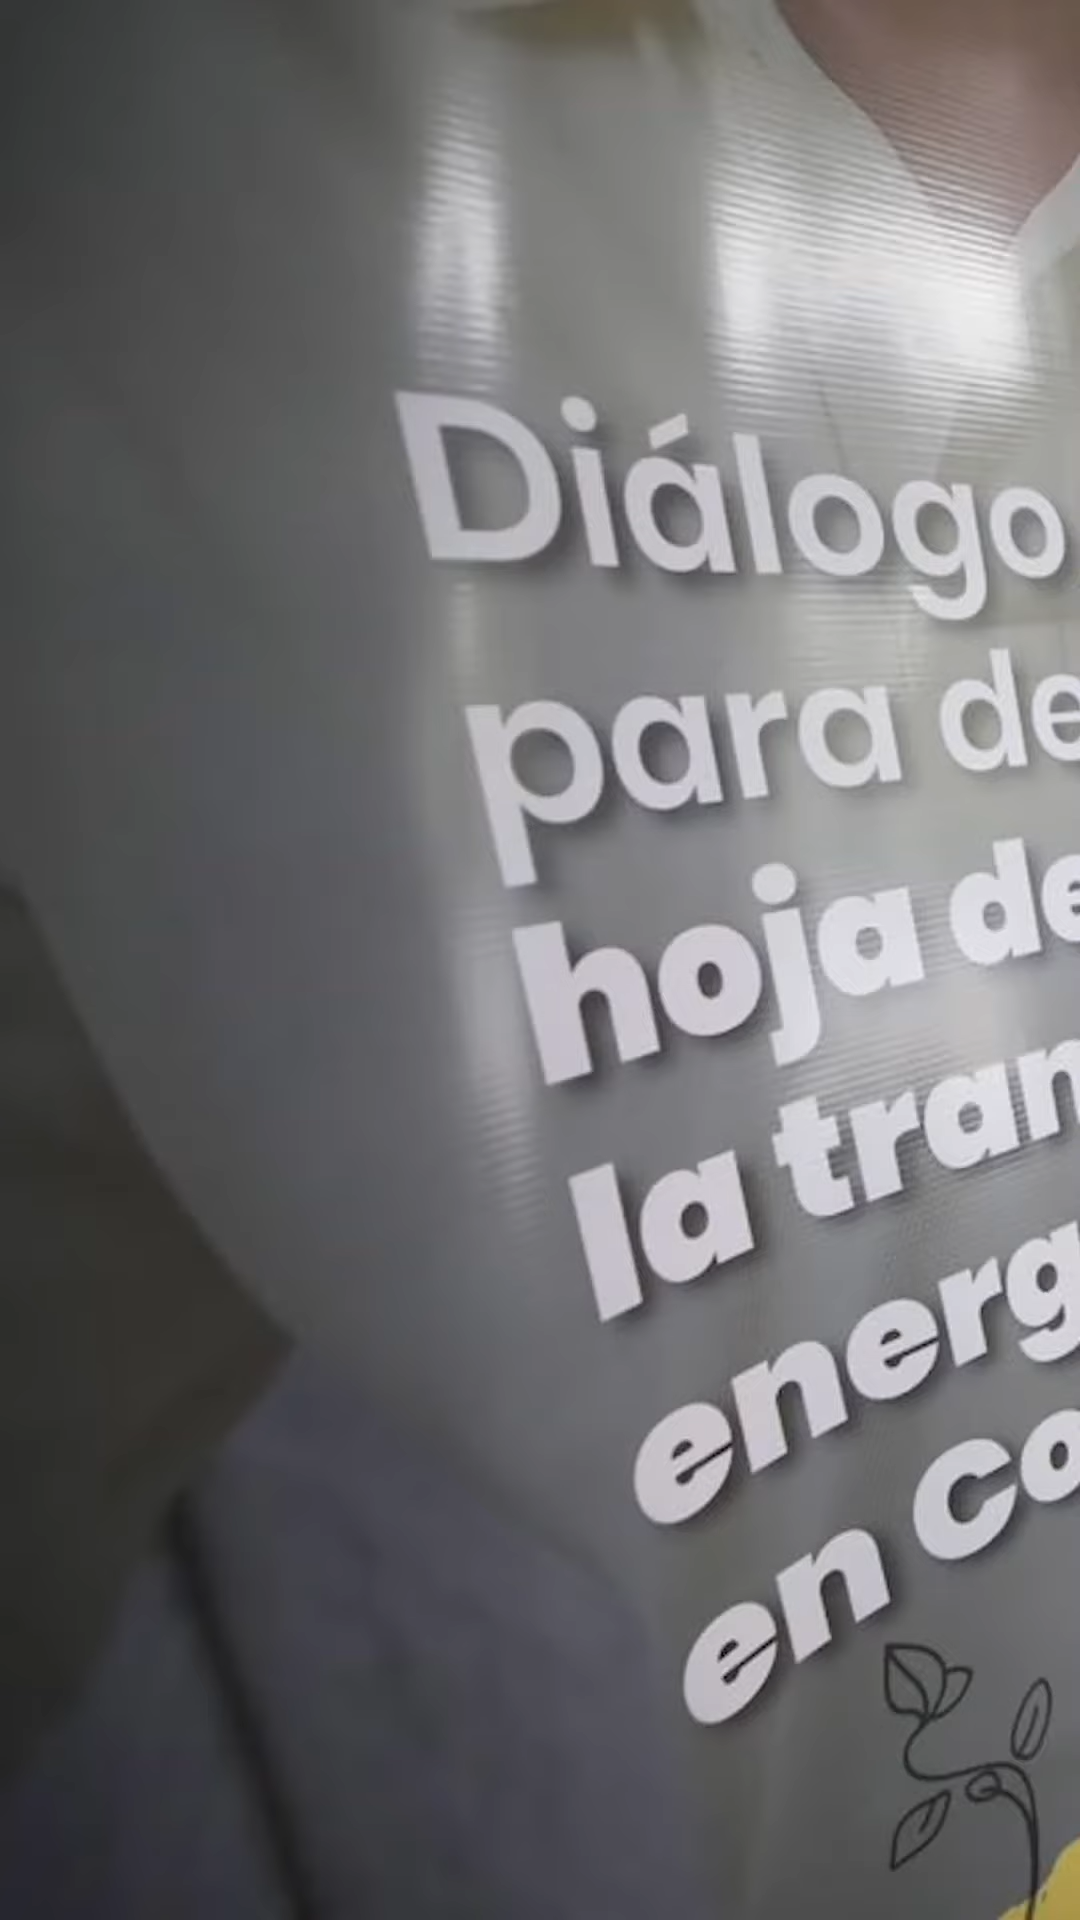 Diálogo
para de
hoja de
la tran
energ
en co